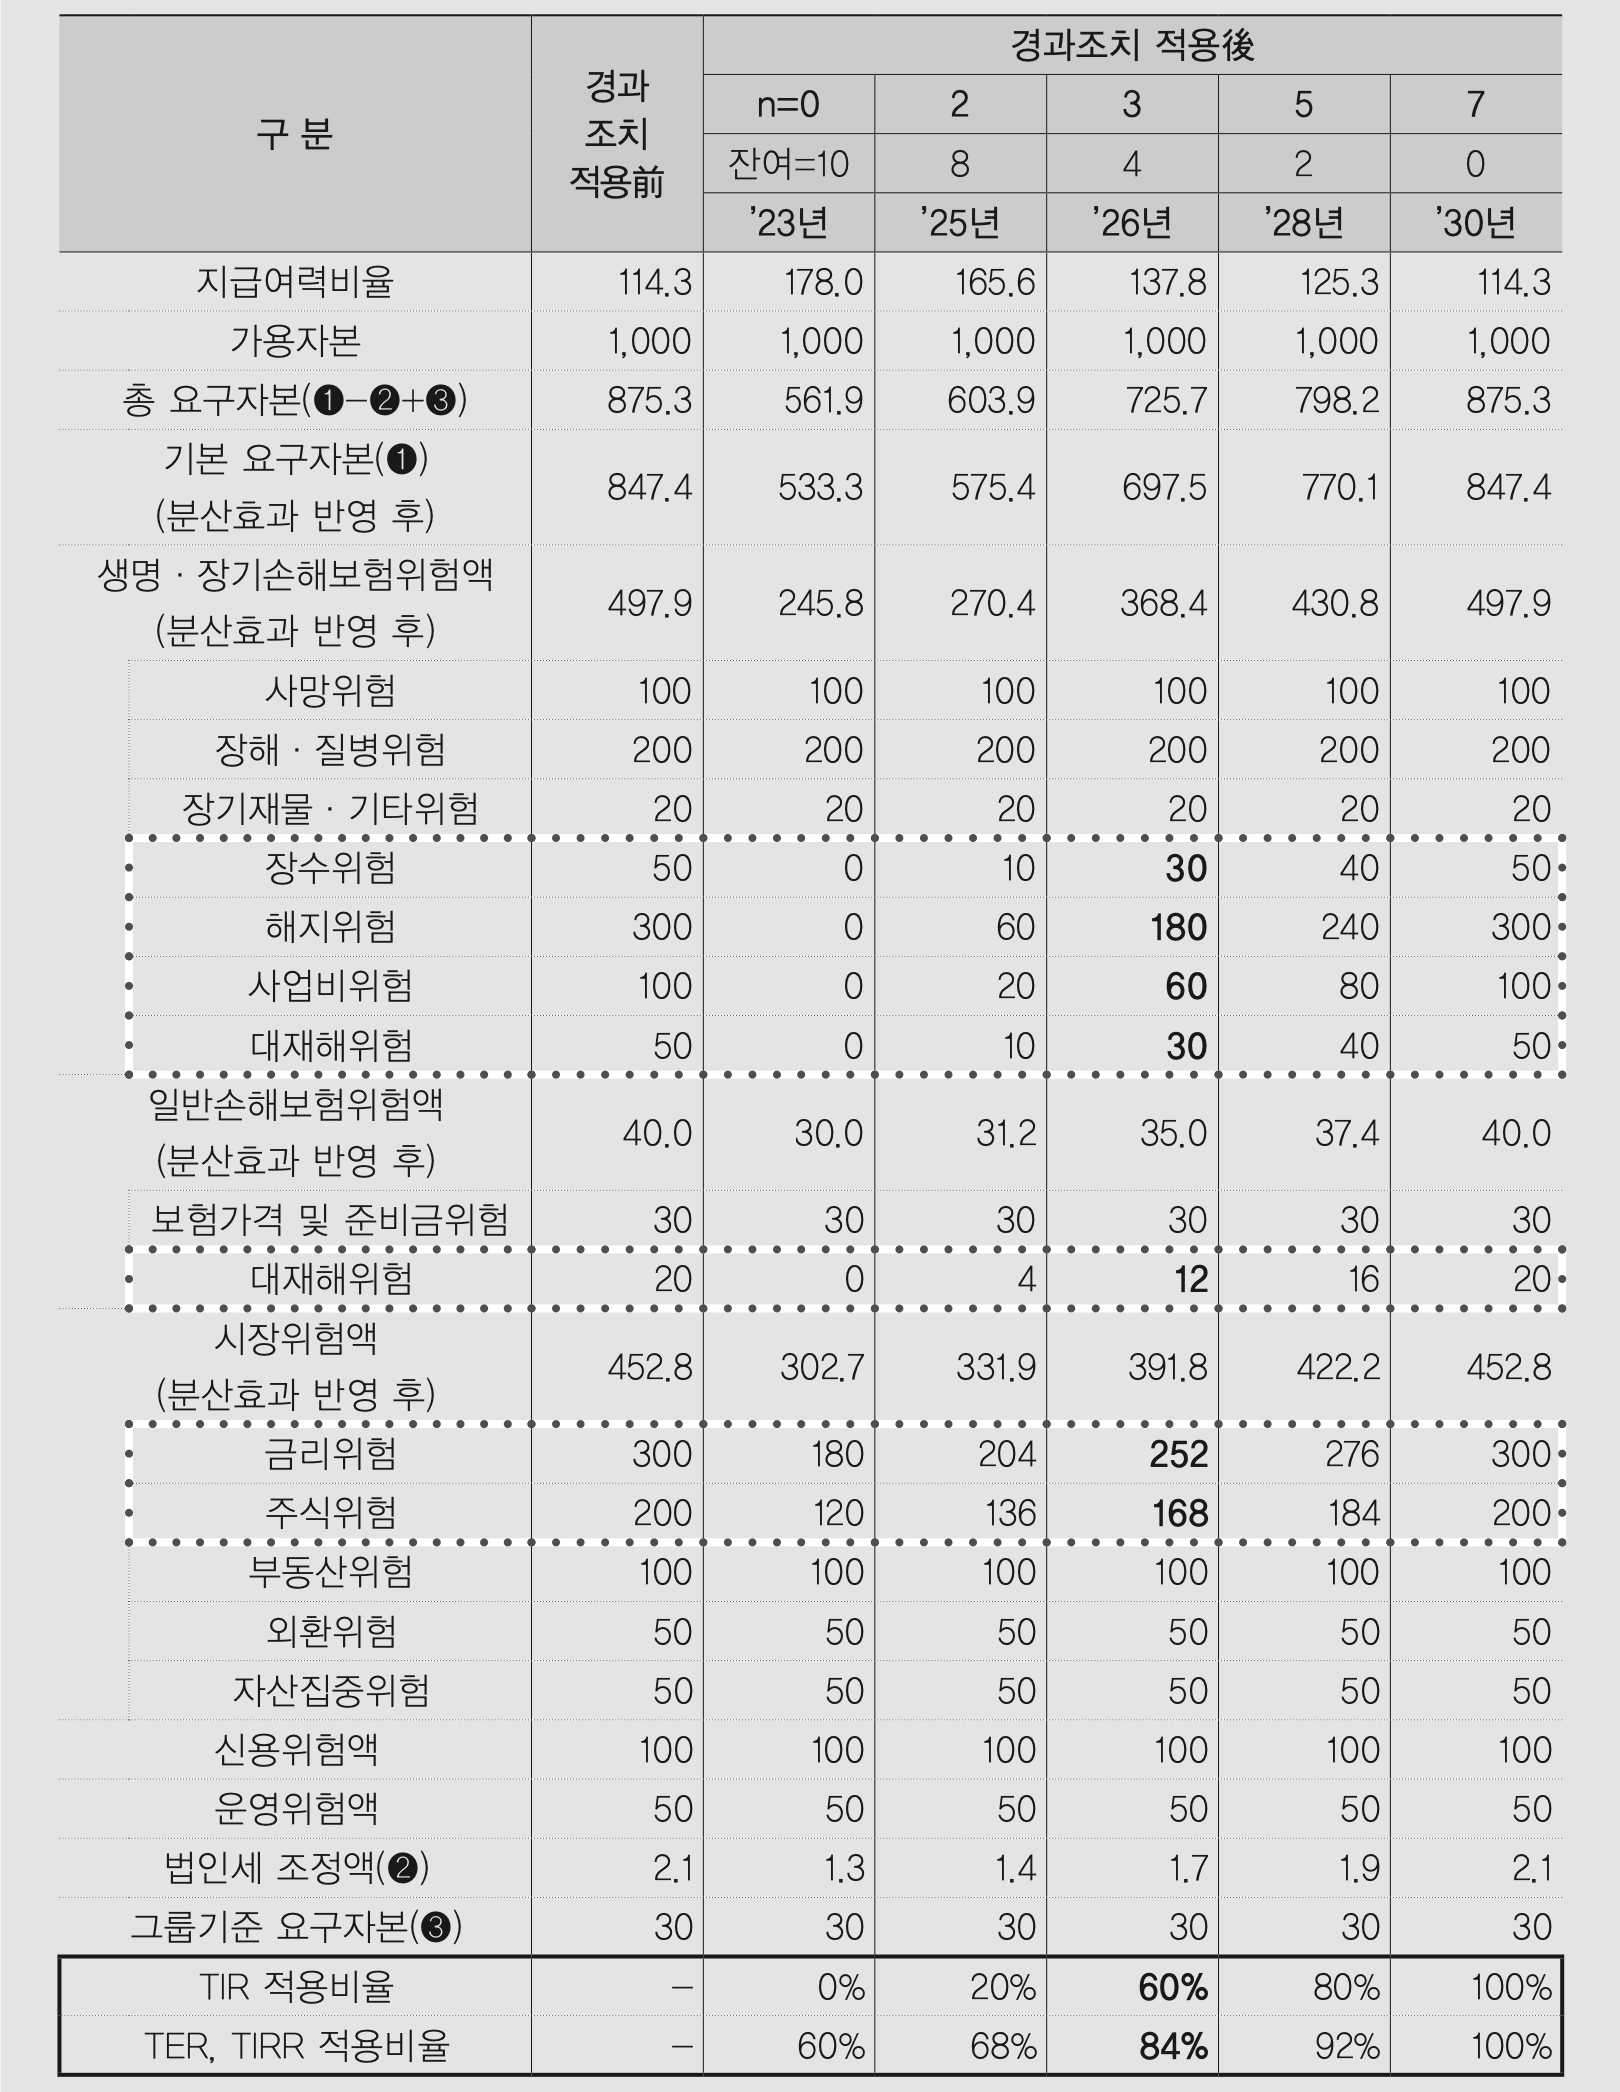 구 분 경과 조치 적용前 경과조치 적용後
n=0 2 3 5 7
잔여=10 8 4 2 0
’23년 ’25년 ’26년 ’28년 ’30년
지급여력비율 114.3 178.0 165.6 137.8 125.3 114.3
가용자본 1,000 1,000 1,000 1,000 1,000 1,000
총 요구자본(❶-❷+❸) 875.3 561.9 603.9 725.7 798.2 875.3
기본 요구자본(❶)
(분산효과 반영 후) 847.4 533.3 575.4 697.5 770.1 847.4
생명·장기손해보험위험액
(분산효과 반영 후) 497.9 245.8 270.4 368.4 430.8 497.9
사망위험 100 100 100 100 100 100
장해·질병위험 200 200 200 200 200 200
장기재물·기타위험 20 20 20 20 20 20
장수위험 50 0 10 30 40 50
해지위험 300 0 60 180 240 300
사업비위험 100 0 20 60 80 100
대재해위험 50 0 10 30 40 50
일반손해보험위험액
(분산효과 반영 후) 40.0 30.0 31.2 35.0 37.4 40.0
보험가격 및 준비금위험 30 30 30 30 30 30
대재해위험 20 0 4 12 16 20
시장위험액
(분산효과 반영 후) 452.8 302.7 331.9 391.8 422.2 452.8
금리위험 300 180 204 252 276 300
주식위험 200 120 136 168 184 200
부동산위험 100 100 100 100 100 100
외환위험 50 50 50 50 50 50
자산집중위험 50 50 50 50 50 50
신용위험액 100 100 100 100 100 100
운영위험액 50 50 50 50 50 50
법인세 조정액(❷) 2.1 1.3 1.4 1.7 1.9 2.1
그룹기준 요구자본(❸) 30 30 30 30 30 30
TIR 적용비율 – 0% 20% 60% 80% 100%
TER, TIRR 적용비율 – 60% 68% 84% 92% 100%